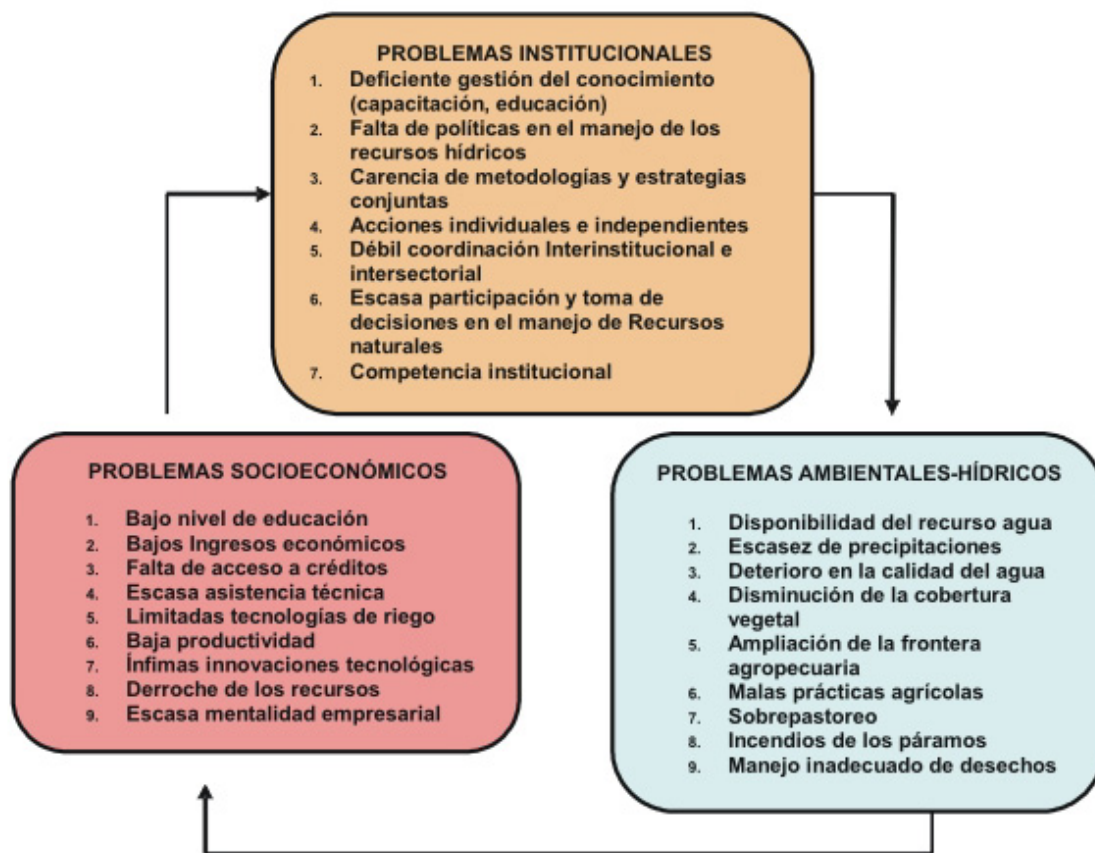 PROBLEMAS INSTITUCIONALES
1. Deficiente gestión del conocimiento
(capacitación, educación)
2. Falta de políticas en el manejo de los
recursos hídricos
3. Carencia de metodologías y estrategias
conjuntas
4. Acciones individuales e independientes
5. Débil coordinación Interinstitucional e
intersectorial
6. Escasa participación y toma de
decisiones en el manejo de Recursos
naturales
7. Competencia institucional
PROBLEMAS SOCIOECONÓMICOS
1. Bajo nivel de educación
2. Bajos Ingresos económicos
3. Falta de acceso a créditos
4. Escasa asistencia técnica
5. Limitadas tecnologías de riego
6. Baja productividad
7. Ínfimas innovaciones tecnológicas
8. Derroche de los recursos
9. Escasa mentalidad empresarial
PROBLEMAS AMBIENTALES-HÍDRICOS
1. Disponibilidad del recurso agua
2. Escasez de precipitaciones
3. Deterioro en la calidad del agua
4. Disminución de la cobertura
vegetal
5. Ampliación de la frontera
agropecuaria
6. Malas prácticas agrícolas
7. Sobrepastoreo
8. Incendios de los páramos
9. Manejo inadecuado de desechos